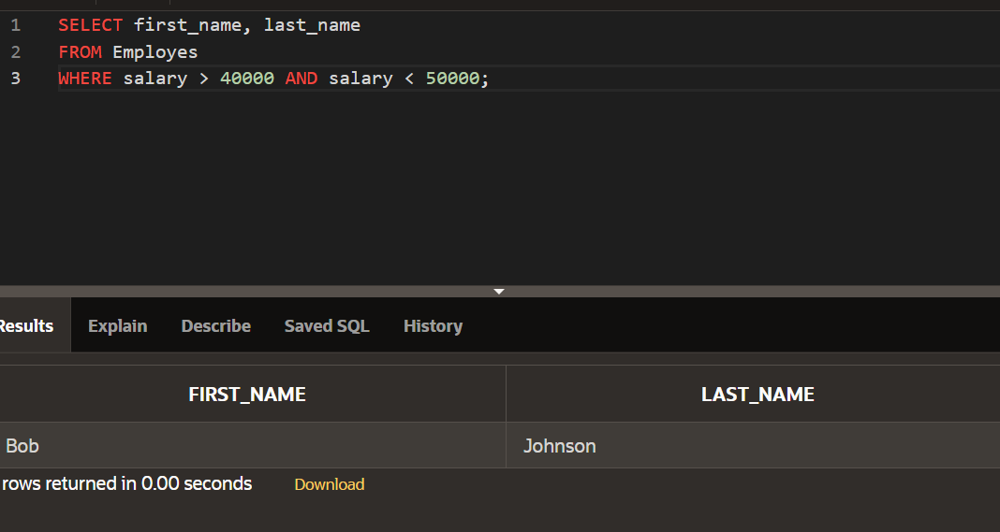 1 SELECT first_name, last_name
2 FROM Employes
3 WHERE salary > 40000 AND salary < 50000;
Results Explain Describe Saved SQL History
FIRST_NAME LAST_NAME
Bob Johnson
rows returned in 0.00 seconds Download